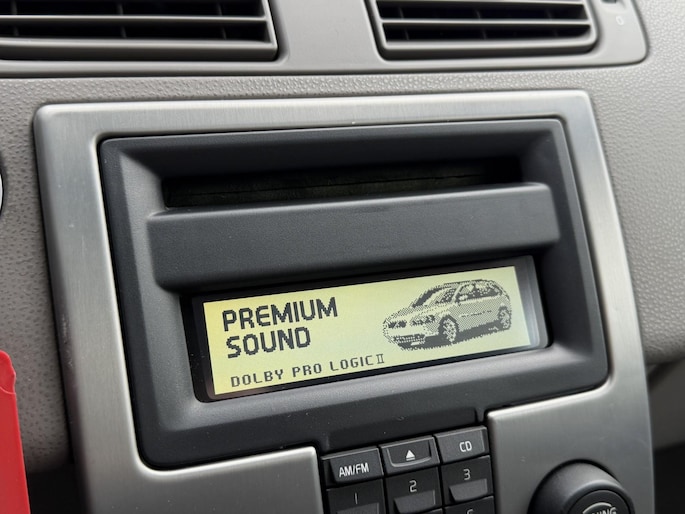 PREMIUM
SOUND
DOLBY PRO LOGIC II
AM/FM
CD
1
2
3